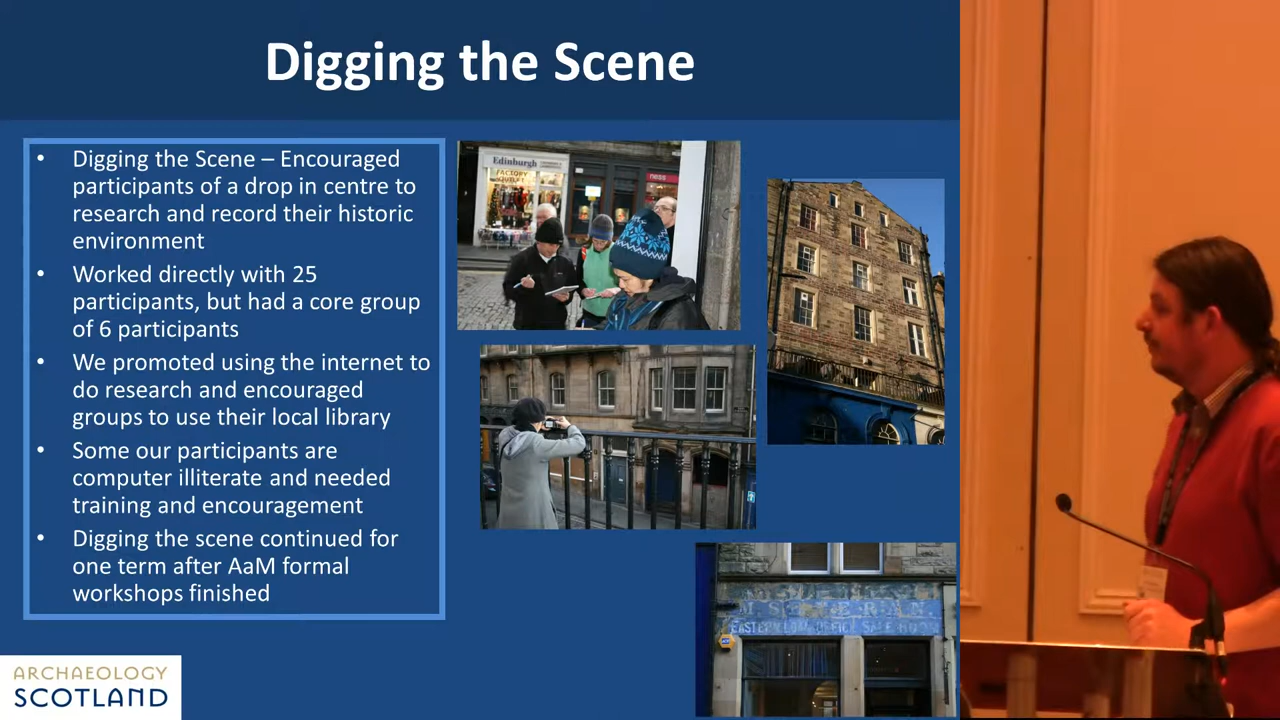 Digging the Scene
• Digging the Scene – Encouraged
participants of a drop in centre to
research and record their historic
environment
• Worked directly with 25
participants, but had a core group
of 6 participants
• We promoted using the internet to
do research and encouraged
groups to use their local library
• Some our participants are
computer illiterate and needed
training and encouragement
• Digging the scene continued for
one term after AaM formal
workshops finished
Edinburgh
FACTORY
OUTLET
ness
SALE ROOM
ARCHAEOLOGY
SCOTLAND